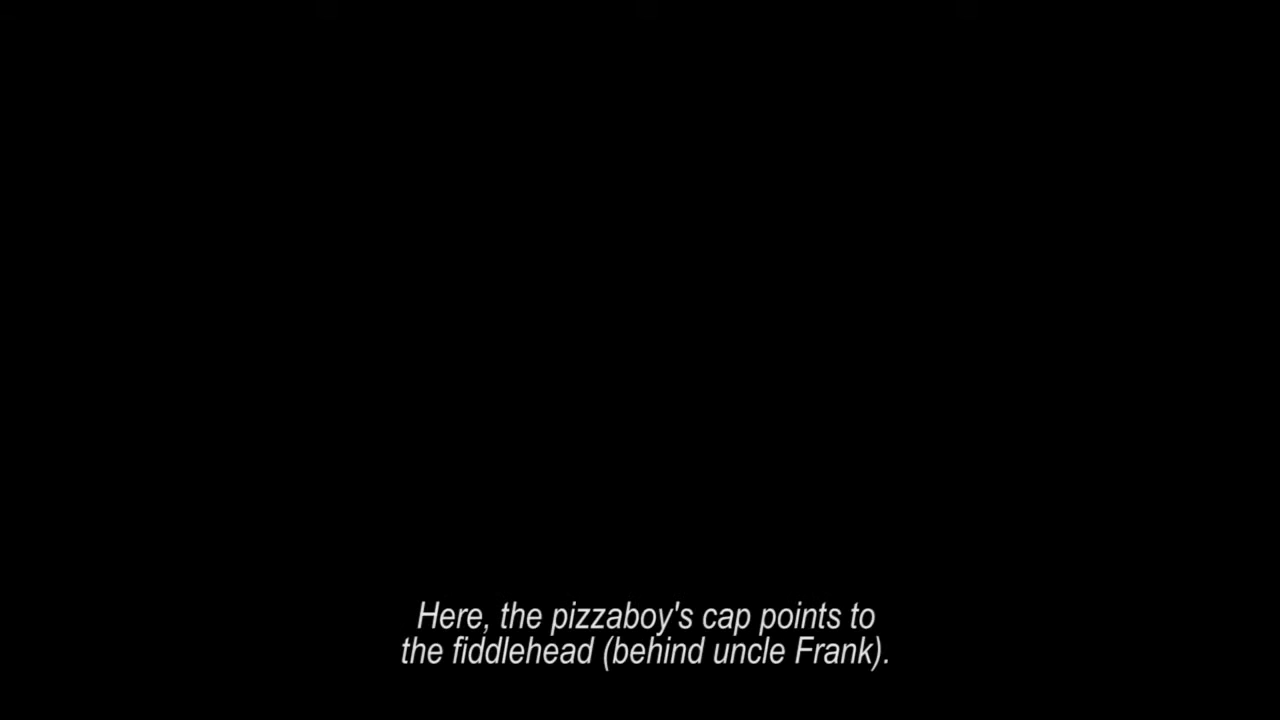 Here, the pizzaboy's cap points to
the fiddlehead (behind uncle Frank).